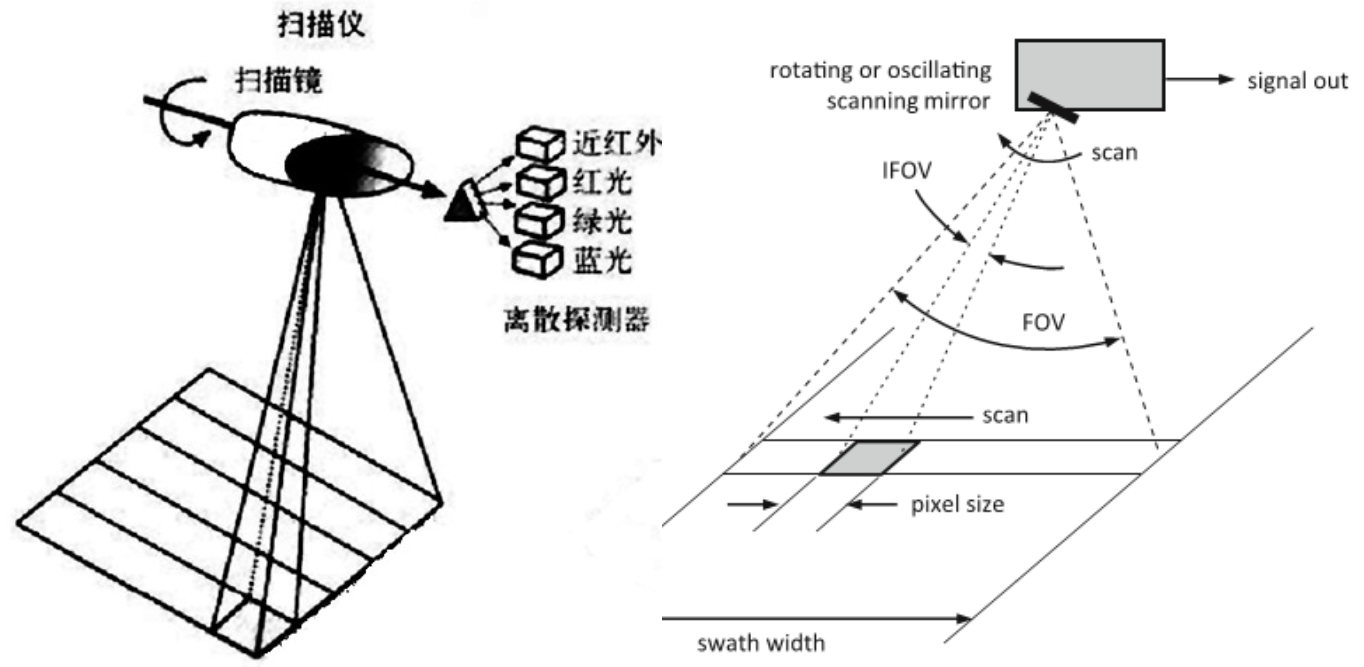 扫描仪
扫描镜
近红外
红光
绿光
蓝光
离散探测器
rotating or oscillating
scanning mirror
signal out
scan
IFOV
FOV
scan
pixel size
swath width